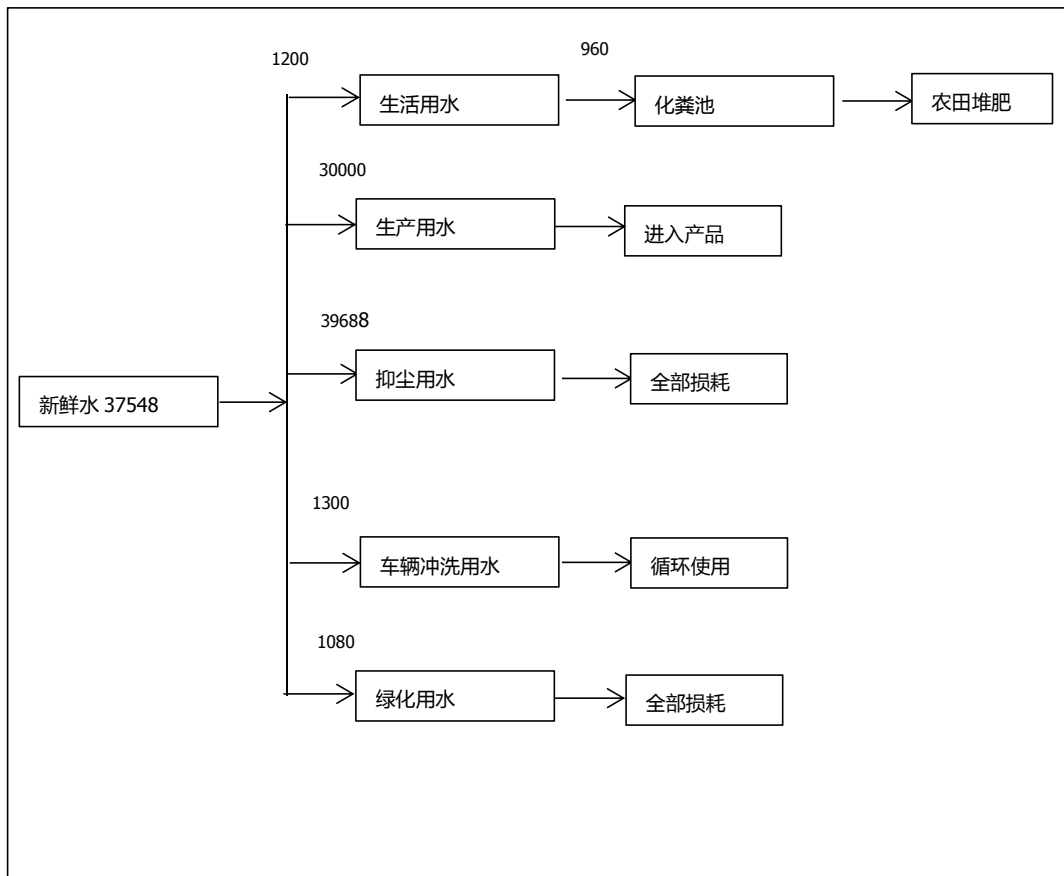 1200
960
生活用水
化粪池
农田堆肥
30000
生产用水
进入产品
39688
抑尘用水
全部损耗
新鲜水 37548
1300
车辆冲洗用水
循环使用
1080
绿化用水
全部损耗